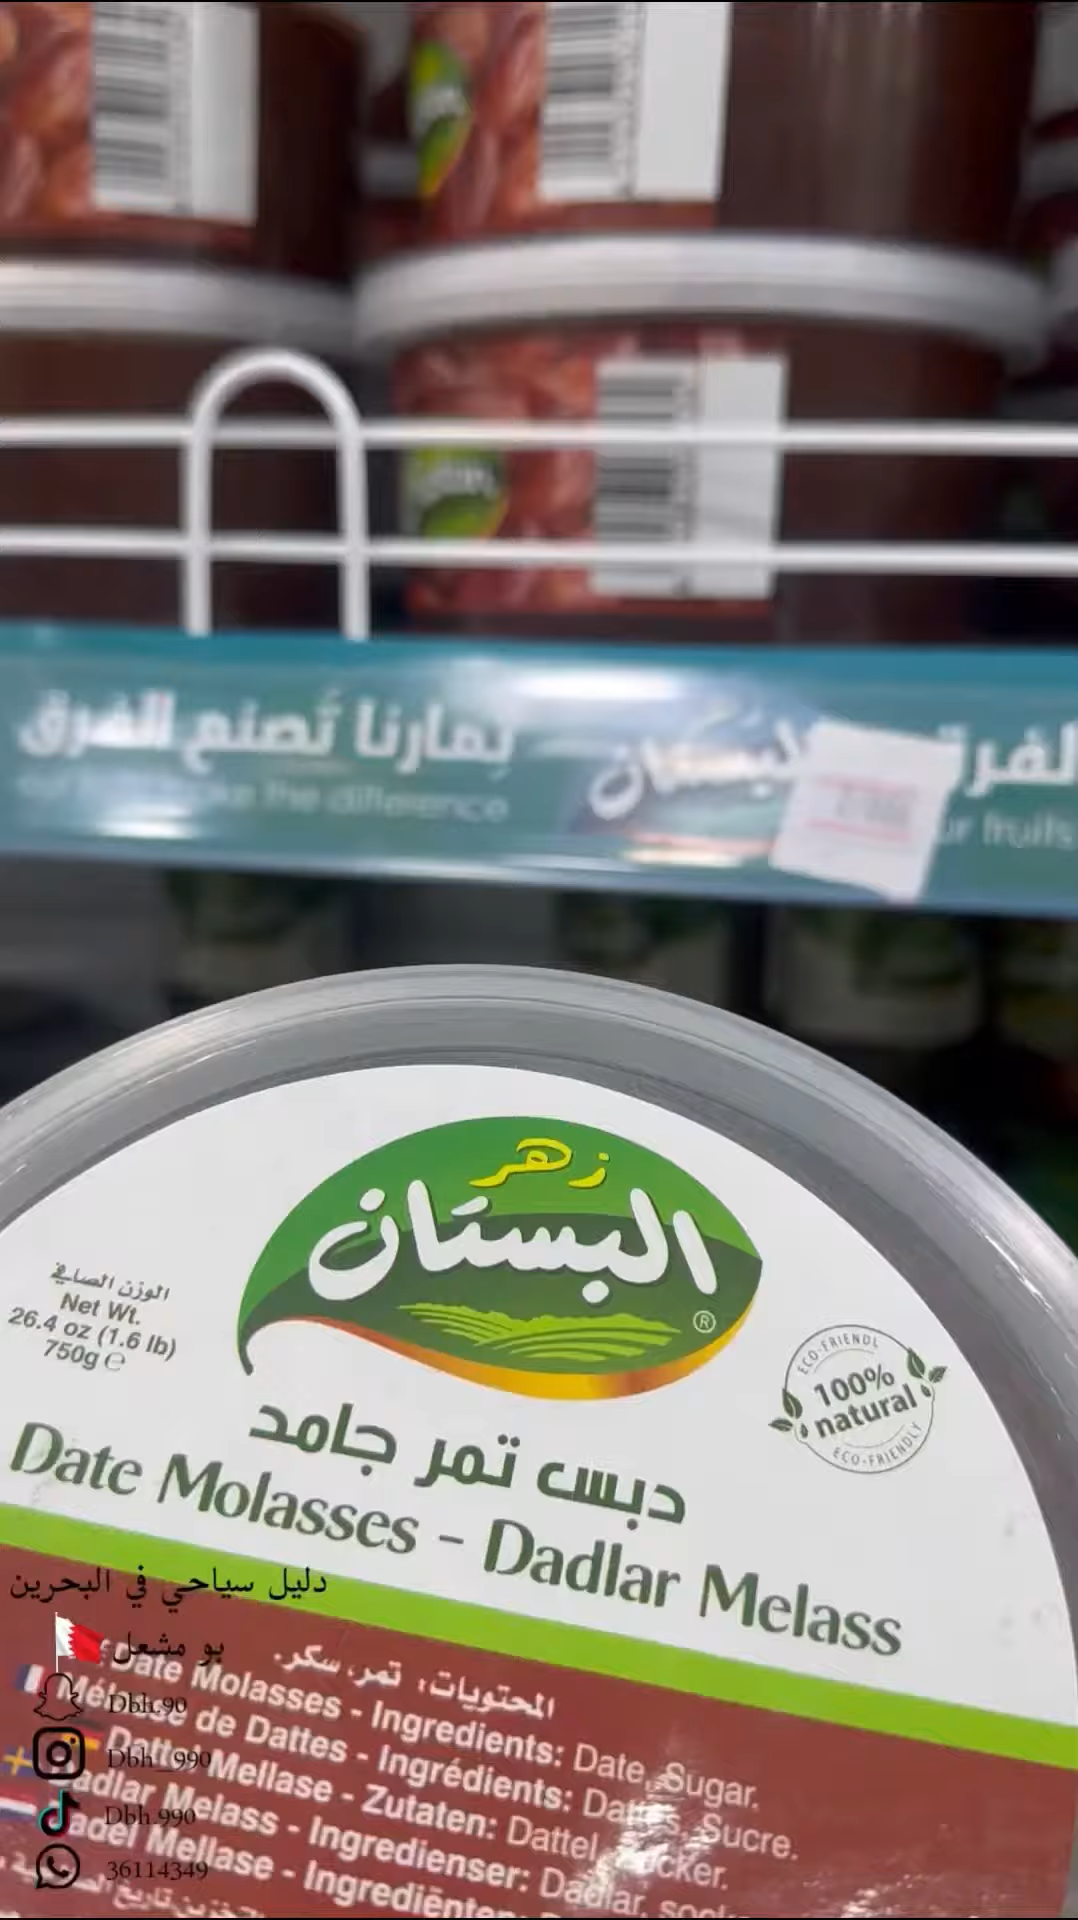 ثمارنا تصنع الفرق
البستان
الفرق
make the difference
our fruits
زهر
البستان
®
الوزن الصافي
Net Wt.
26.4 oz (1.6 lb)
750g ℮
ECO-FRIENDLY
100%
natural
ECO-FRIENDLY
دبس تمر جامد
Date Molasses - Dadlar Melass
المحتويات: تمر، سكر.
Date Molasses - Ingredients: Date, Sugar.
Mélasse de Dattes - Ingrédients: Dattes, Sucre.
Dattel Mellase - Zutaten: Dattel, Zucker.
Dadlar Melass - Ingredienser: Dadlar,
Dadel Mellase - Ingrediënten:
دليل سياحي في البحرين
بو مشعل
Dbh.90
Dbh_990
Dbh.990
36114349